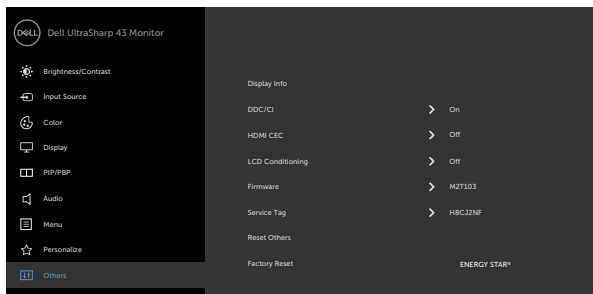 DELL Dell UltraSharp 43 Monitor
Brightness/Contrast
Input Source
Color
Display
PIP/PBP
Audio
Menu
Personalize
Others
Display Info
DDC/CI On
HDMI CEC Off
LCD Conditioning Off
Firmware M2T103
Service Tag H8CJ2NF
Reset Others
Factory Reset ENERGY STAR®